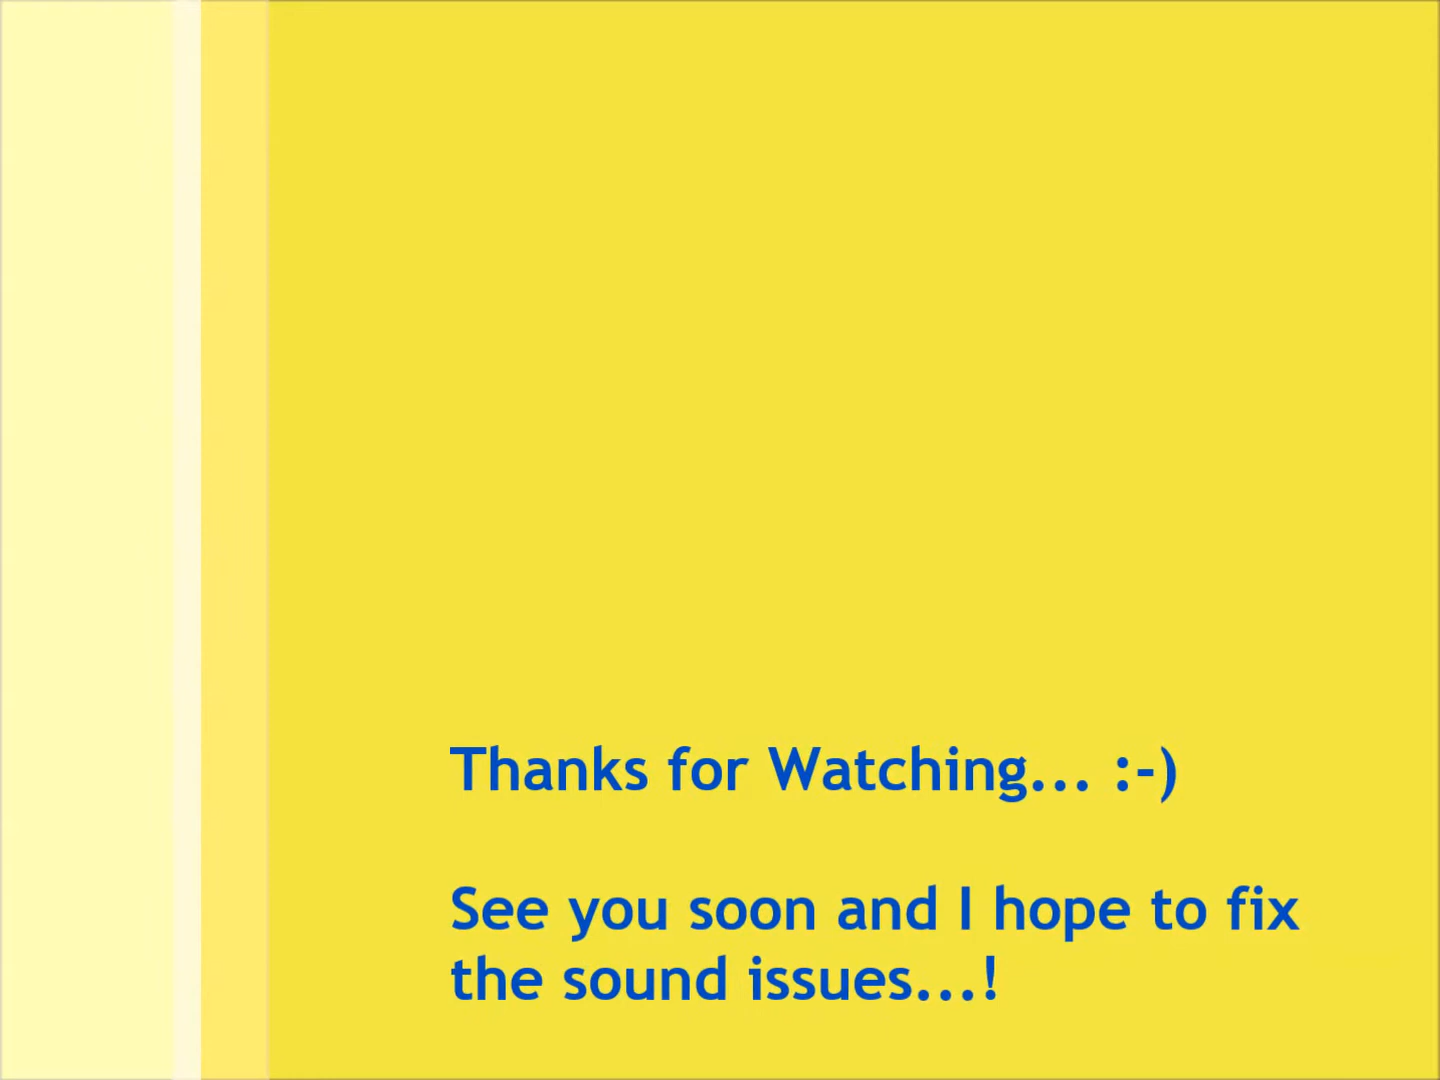 Thanks for Watching... :-)
See you soon and I hope to fix
the sound issues...!